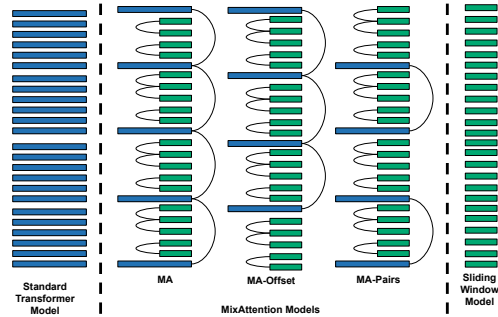 MA
MA-Offset
MA-Pairs
Standard
Transformer
Model
MixAttention Models
Sliding
Window
Model